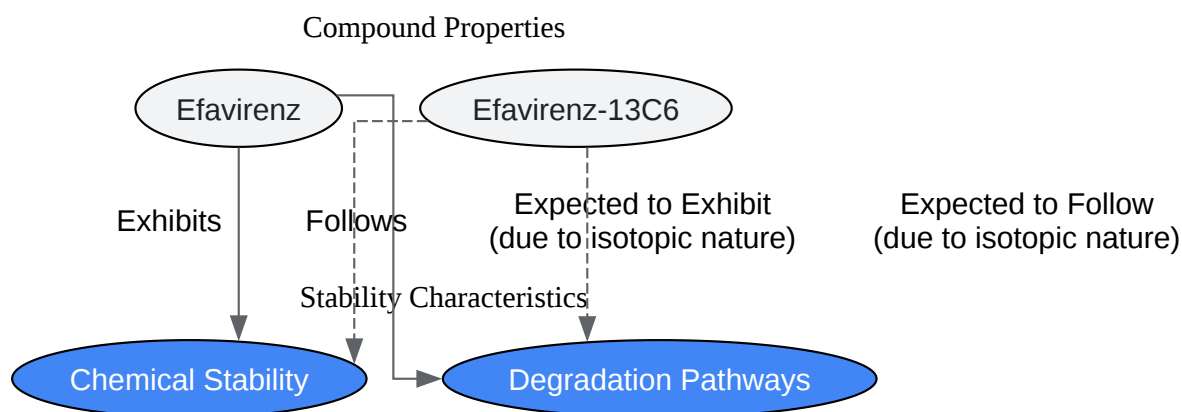 Compound Properties
Efavirenz
Efavirenz-13C6
Exhibits
Follows
Expected to Exhibit
(due to isotopic nature)
Expected to Follow
(due to isotopic nature)
Stability Characteristics
Chemical Stability
Degradation Pathways